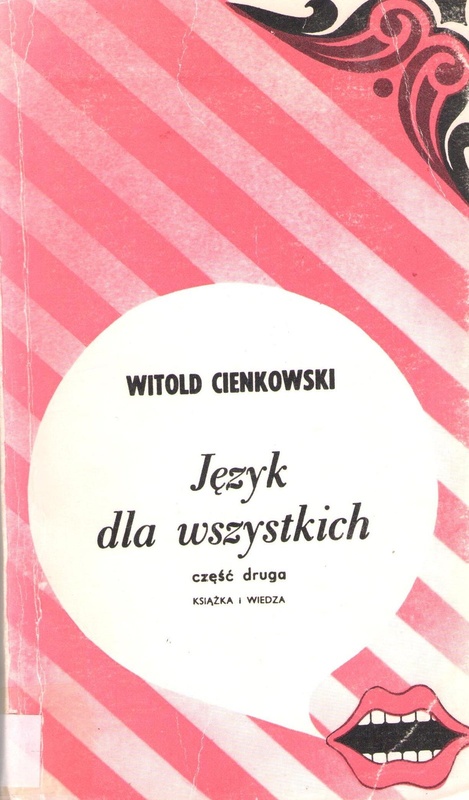 WITOLD CIENKOWSKI
Język
dla wszystkich
część druga
KSIĄŻKA I WIEDZA